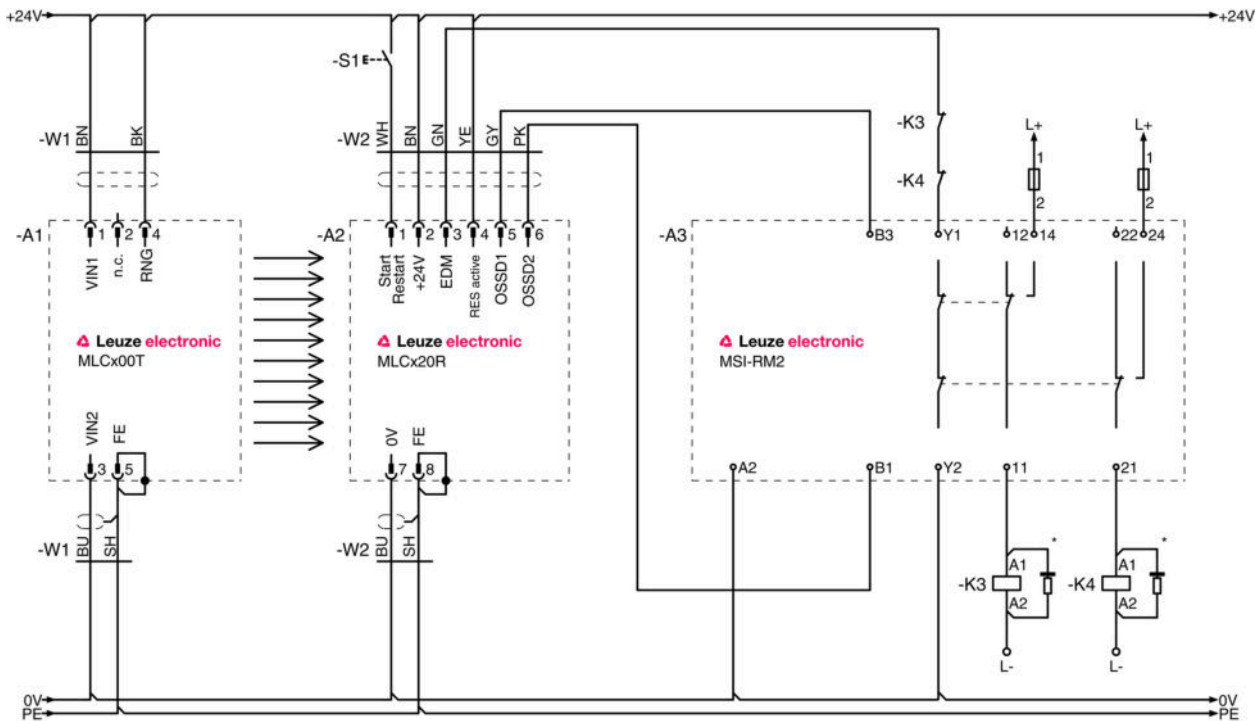 +24V +24V
-S1
-W1 BN BK
-W2 WH BN GN YE GY PK
-K3
-K4
L+ L+
1 1
2 2
-A1 1 2 4
VIN1 n.c. RNG
-A2 1 2 3 4 5 6
Start Restart +24V EDM RES active OSSD1 OSSD2
-A3 B3 Y1 12 14 22 24
Leuze electronic
MLCx00T
Leuze electronic
MLCx20R
Leuze electronic
MSI-RM2
VIN2 FE
3 5
0V FE
7 8
A2 B1 Y2 11 21
-W1 BU SH
-W2 BU SH
* *
-K3 A1 A2
-K4 A1 A2
L- L-
0V 0V
PE PE